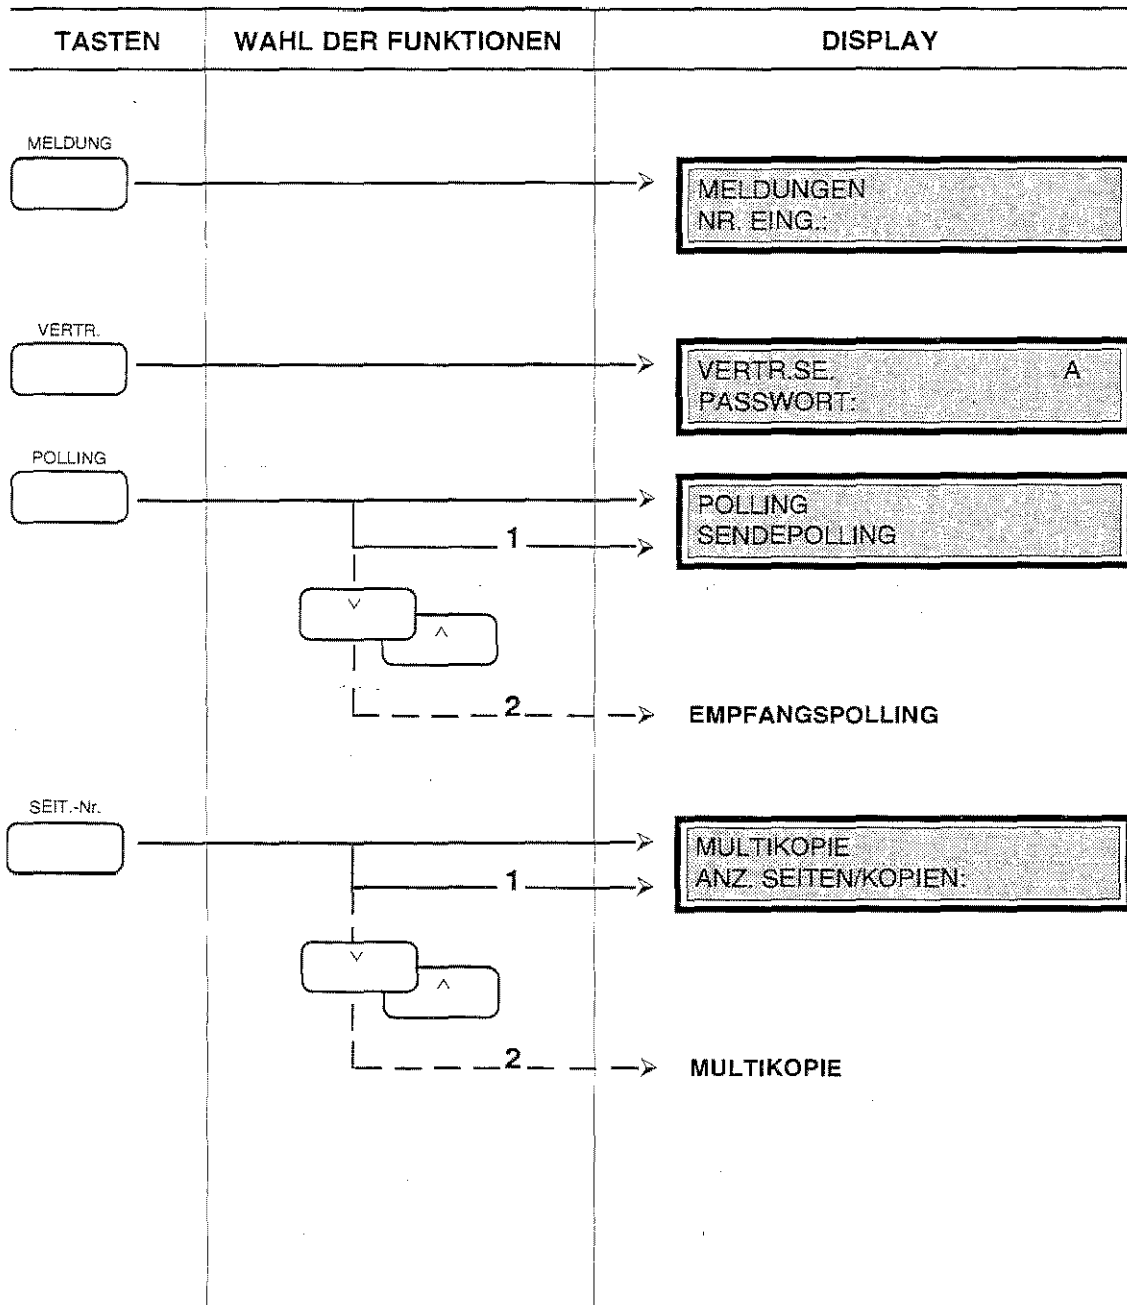 TASTEN WAHL DER FUNKTIONEN DISPLAY
MELDUNG
MELDUNGEN
NR. EING.:
VERTR.
VERTR.SE. A
PASSWORT:
POLLING
POLLING
SENDEPOLLING
1
˅
˄
2 EMPFANGSPOLLING
SEIT.-Nr.
MULTIKOPIE
ANZ. SEITEN/KOPIEN:
1
˅
˄
2 MULTIKOPIE